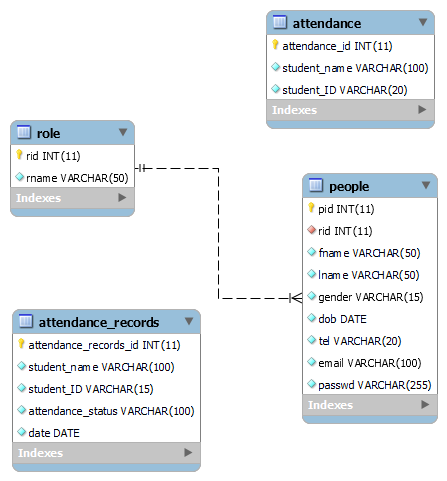 attendance
attendance_id INT(11)
student_name VARCHAR(100)
student_ID VARCHAR(20)
Indexes
role
rid INT(11)
rname VARCHAR(50)
Indexes
people
pid INT(11)
rid INT(11)
fname VARCHAR(50)
lname VARCHAR(50)
gender VARCHAR(15)
dob DATE
tel VARCHAR(20)
email VARCHAR(100)
passwd VARCHAR(255)
Indexes
attendance_records
attendance_records_id INT(11)
student_name VARCHAR(100)
student_ID VARCHAR(15)
attendance_status VARCHAR(100)
date DATE
Indexes